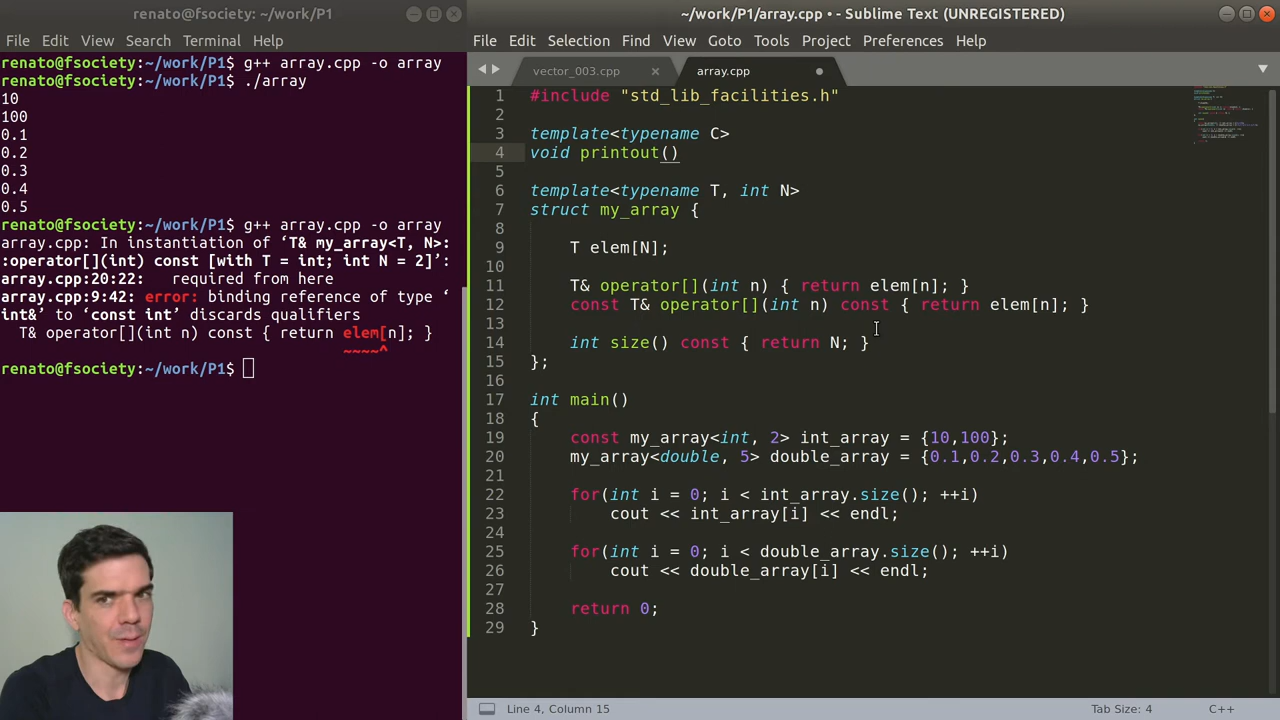 renato@fsociety: ~/work/P1
File Edit View Search Terminal Help
renato@fsociety:~/work/P1$ g++ array.cpp -o array
renato@fsociety:~/work/P1$ ./array
10
100
0.1
0.2
0.3
0.4
0.5
renato@fsociety:~/work/P1$ g++ array.cpp -o array
array.cpp: In instantiation of ‘T& my_array<T, N>:
:operator[](int) const [with T = int; int N = 2]’:
array.cpp:20:22:   required from here
array.cpp:9:42: error: binding reference of type ‘
int&’ to ‘const int’ discards qualifiers
  T& operator[](int n) const { return elem[n]; }
~~~~^
renato@fsociety:~/work/P1$
~/work/P1/array.cpp • - Sublime Text (UNREGISTERED)
File Edit Selection Find View Goto Tools Project Preferences Help
vector_003.cpp
array.cpp
1 #include "std_lib_facilities.h"
2
3 template<typename C>
4 void printout()
5
6 template<typename T, int N>
7 struct my_array {
8
9 T elem[N];
10
11 T& operator[](int n) { return elem[n]; }
12 const T& operator[](int n) const { return elem[n]; }
13
14 int size() const { return N; }
15 };
16
17 int main()
18 {
19 const my_array<int, 2> int_array = {10,100};
20 my_array<double, 5> double_array = {0.1,0.2,0.3,0.4,0.5};
21
22 for(int i = 0; i < int_array.size(); ++i)
23 cout << int_array[i] << endl;
24
25 for(int i = 0; i < double_array.size(); ++i)
26 cout << double_array[i] << endl;
27
28 return 0;
29 }
Line 4, Column 15
Tab Size: 4
C++